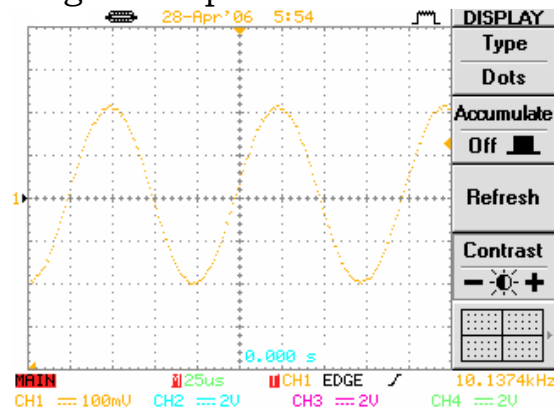 28-Apr'06 5:54
DISPLAY
Type
Dots
Accumulate
Off
Refresh
Contrast
1
0.000 s
MAIN M 25us T CH1 EDGE 10.1374kHz
CH1 100mV CH2 2V CH3 2V CH4 2V